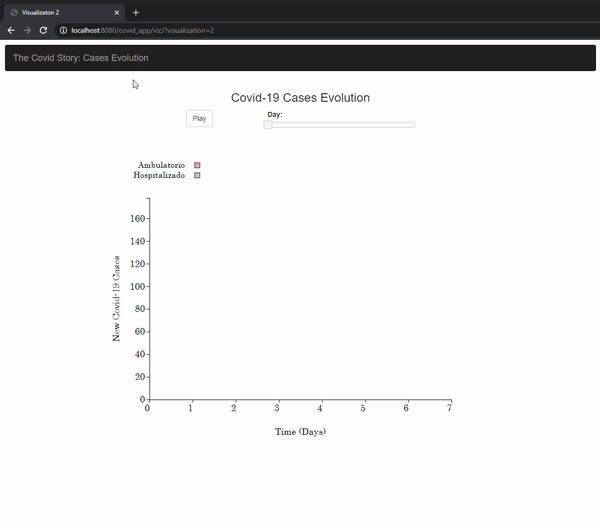 Visualizaton 2
localhost:8080/covid_app/viz/?visualization=2
The Covid Story: Cases Evolution
Covid-19 Cases Evolution
Play
Day:
Ambulatorio
Hospitalizado
160
140
120
100
80
60
40
20
0
New Covid-19 Cases
0 1 2 3 4 5 6 7
Time (Days)